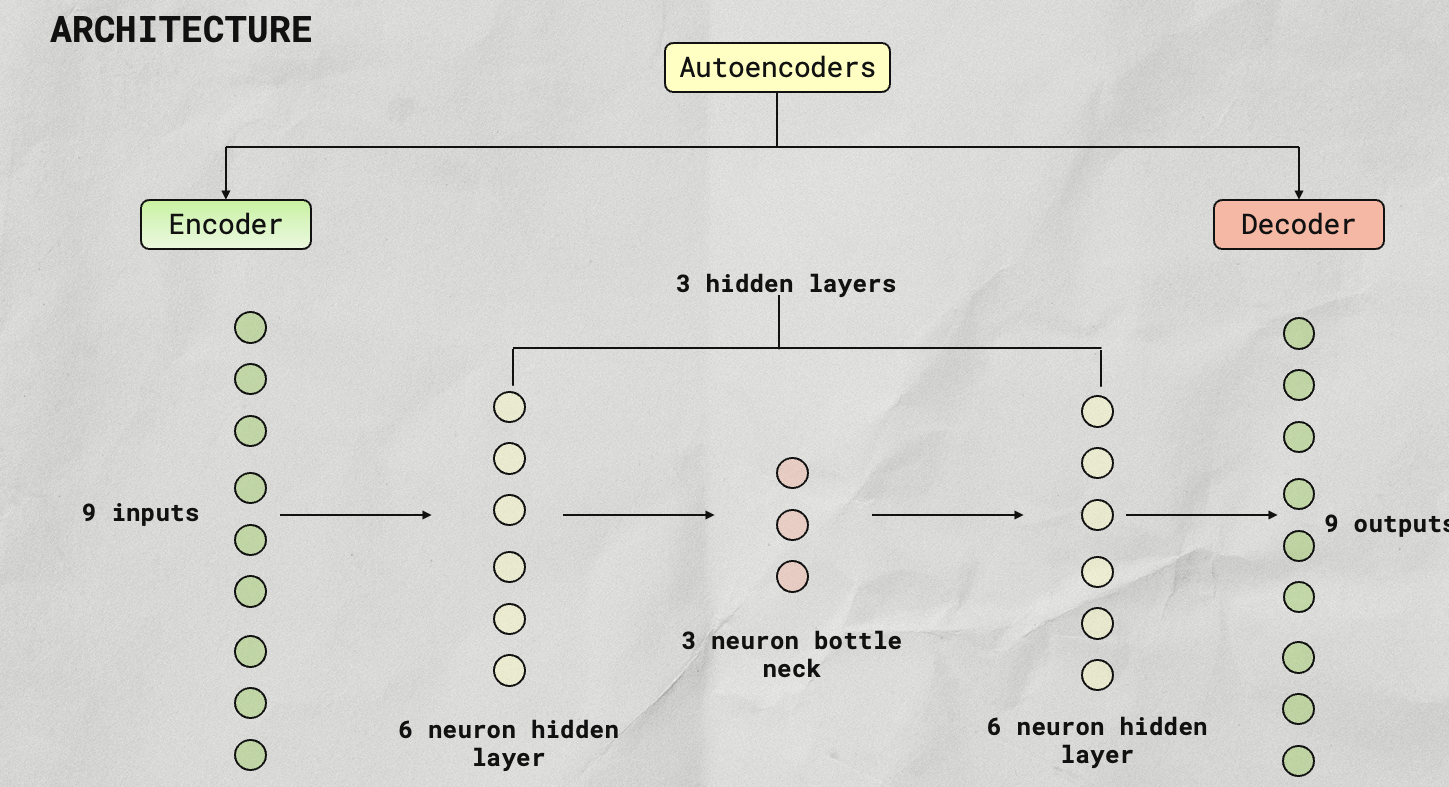 ARCHITECTURE
Autoencoders
Encoder
Decoder
3 hidden layers
9 inputs
9 outputs
3 neuron bottle
neck
6 neuron hidden
layer
6 neuron hidden
layer